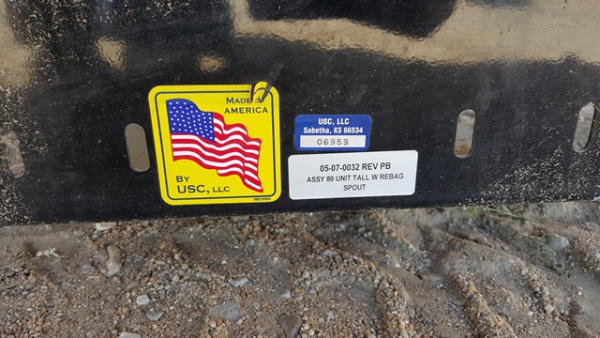 MADE IN
AMERICA
BY
USC, LLC
USC, LLC
Sabetha, KS 66534
06959
05-07-0032 REV PB
ASSY 80 UNIT TALL W REBAG
SPOUT